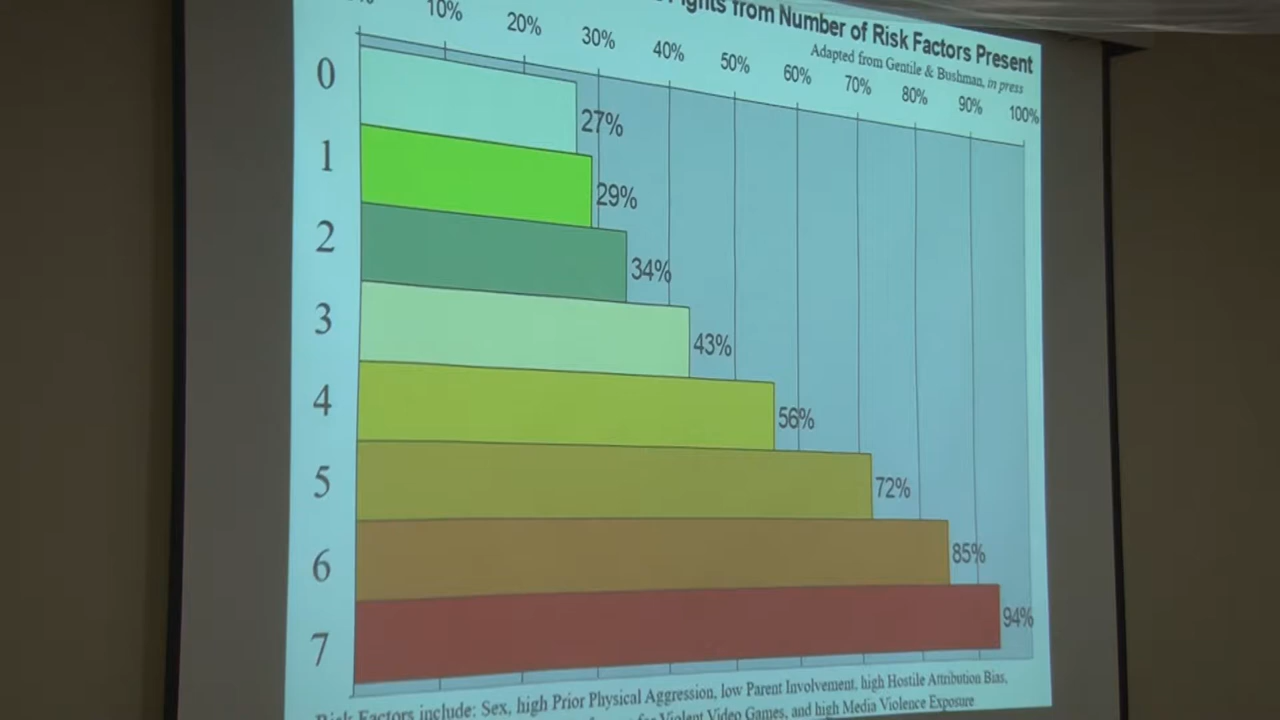 Fights from Number of Risk Factors Present
Adapted from Gentile & Bushman, in press
10% 20% 30% 40% 50% 60% 70% 80% 90% 100%
0 27%
1 29%
2 34%
3 43%
4 56%
5 72%
6 85%
7 94%
Risk Factors include: Sex, high Prior Physical Aggression, low Parent Involvement, high Hostile Attribution Bias,
for Violent Video Games, and high Media Violence Exposure